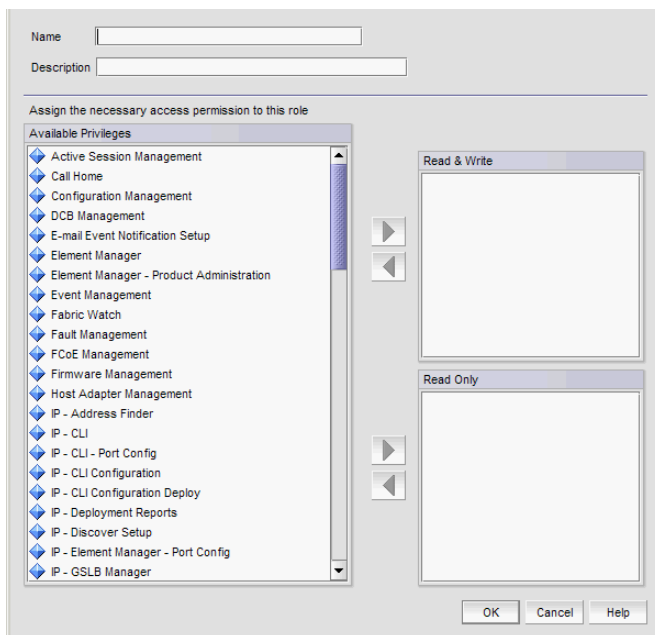 Name
Description
Assign the necessary access permission to this role
Available Privileges
Active Session Management
Call Home
Configuration Management
DCB Management
E-mail Event Notification Setup
Element Manager
Element Manager - Product Administration
Event Management
Fabric Watch
Fault Management
FCoE Management
Firmware Management
Host Adapter Management
IP - Address Finder
IP - CLI
IP - CLI - Port Config
IP - CLI Configuration
IP - CLI Configuration Deploy
IP - Deployment Reports
IP - Discover Setup
IP - Element Manager - Port Config
IP - GSLB Manager
Read & Write
Read Only
OK Cancel Help